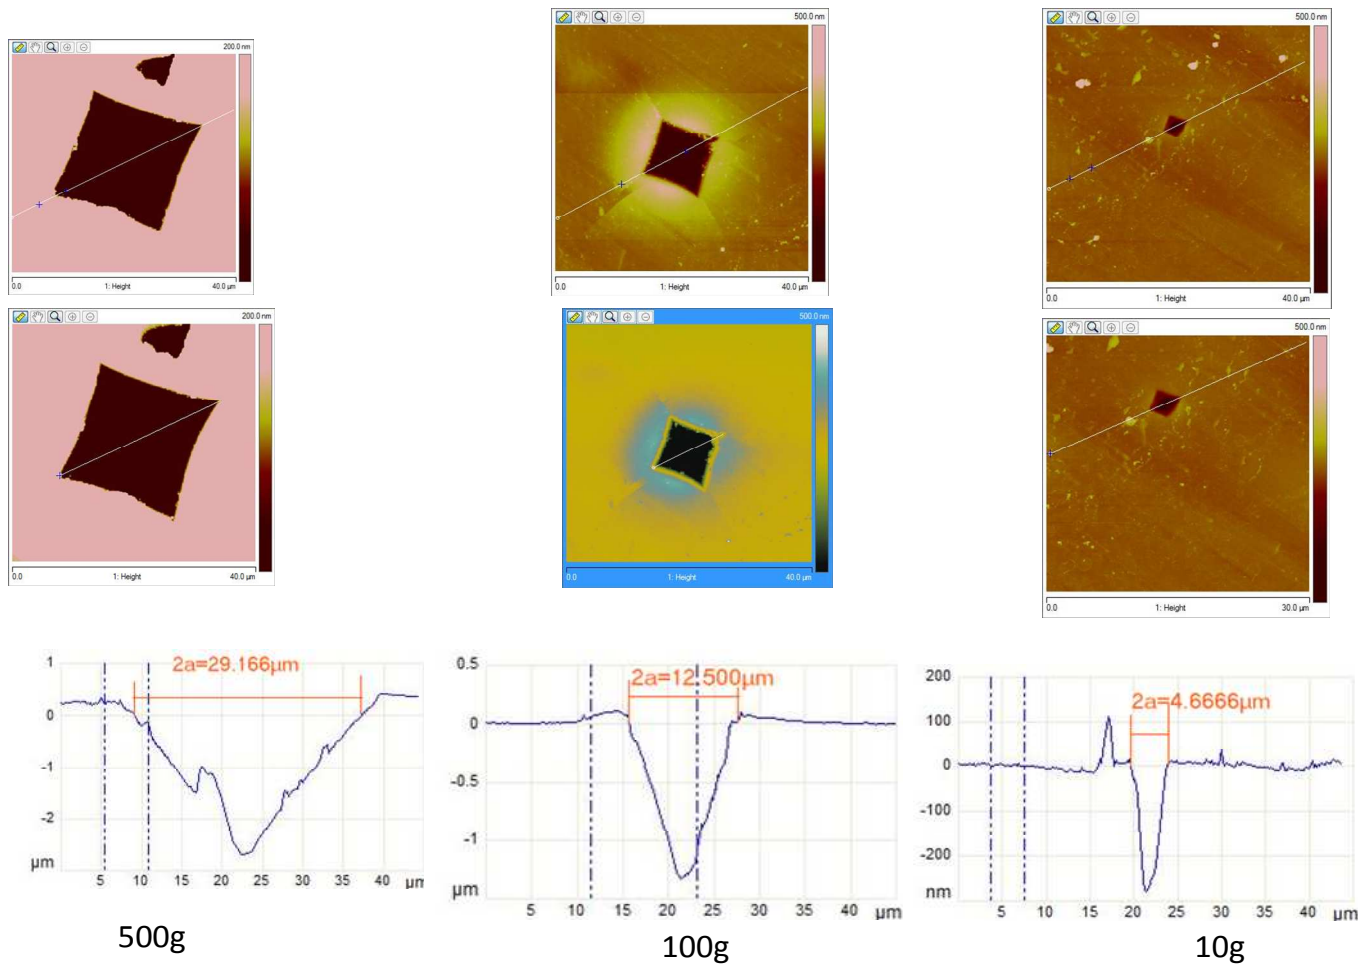 200.0 nm
0.0 1: Height 40.0 µm
500.0 nm
0.0 1: Height 40.0 µm
500.0 nm
0.0 1: Height 40.0 µm
200.0 nm
0.0 1: Height 40.0 µm
500.0 nm
0.0 1: Height 40.0 µm
500.0 nm
0.0 1: Height 30.0 µm
2a=29.166µm
1
0
-1
-2
µm
5 10 15 20 25 30 35 40 µm
500g
2a=12.500µm
0.5
0
-0.5
-1
µm
5 10 15 20 25 30 35 40 µm
100g
2a=4.6666µm
200
100
0
-100
-200
nm
5 10 15 20 25 30 35 40 µm
10g